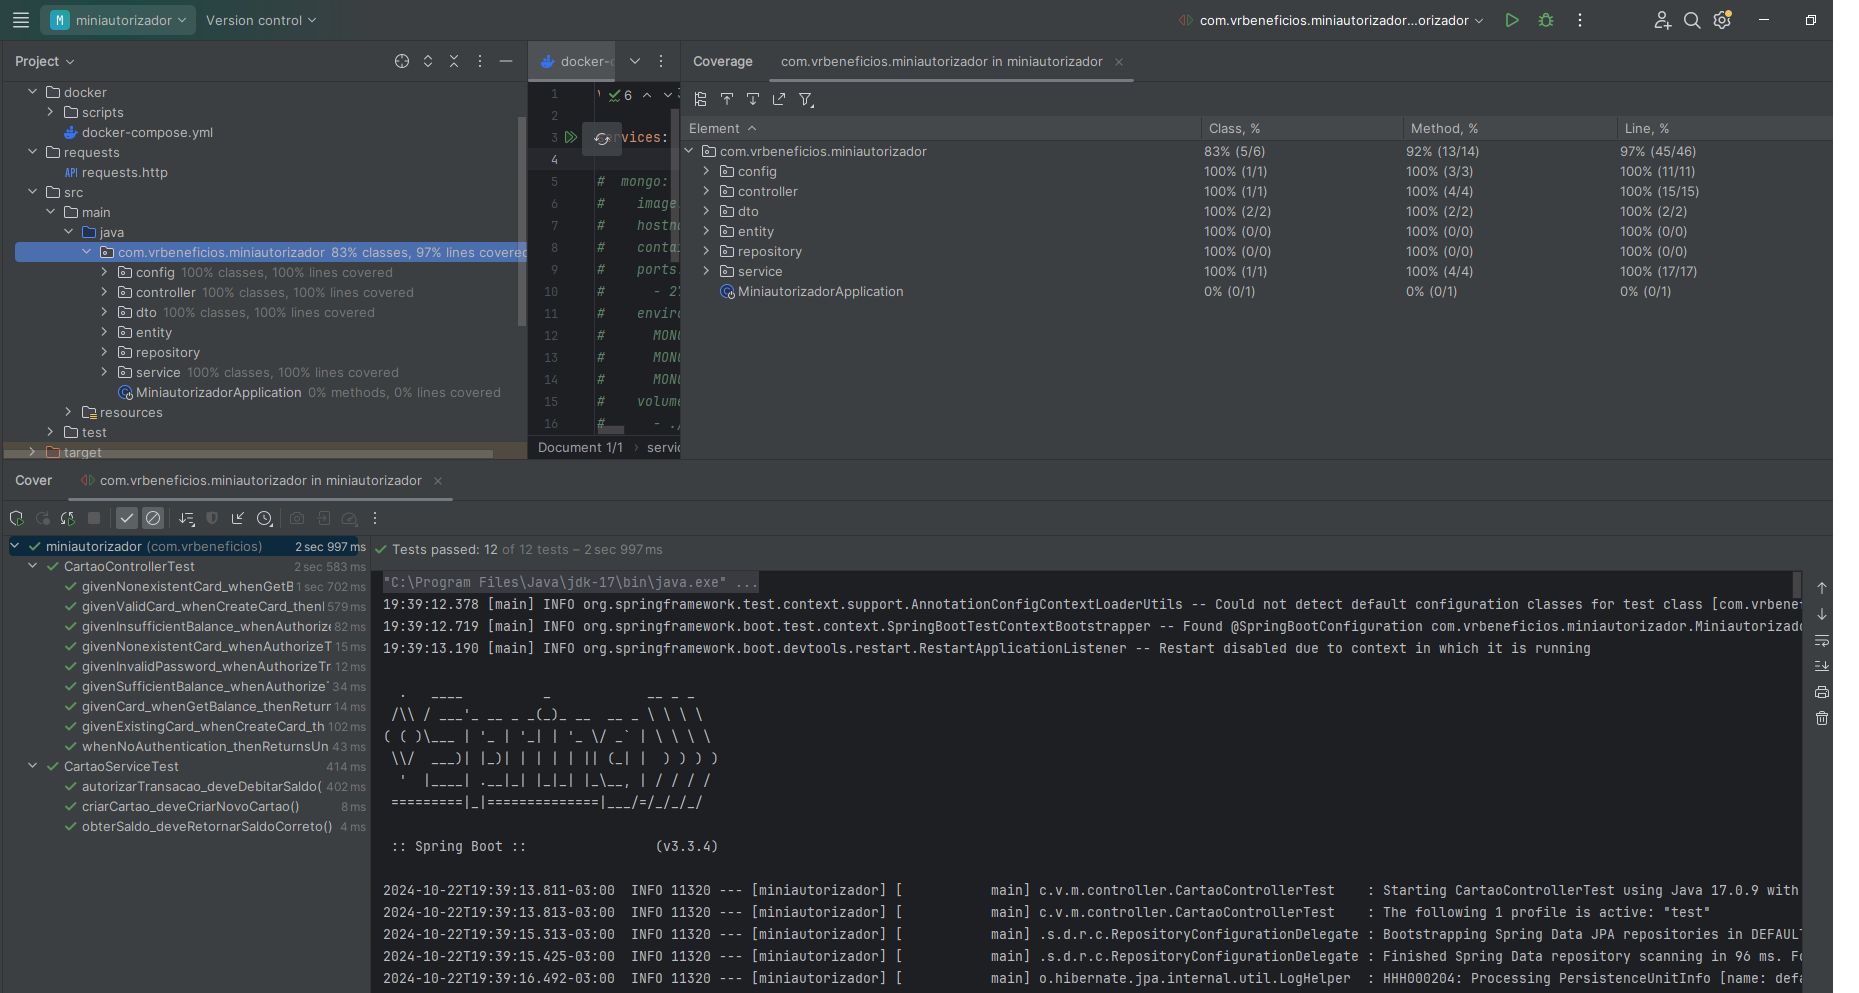 M miniautorizador Version control com.vrbeneficios.miniautorizador...orizador
Project
docker
scripts
docker-compose.yml
requests
API requests.http
src
main
java
com.vrbeneficios.miniautorizador 83% classes, 97% lines covered
config 100% classes, 100% lines covered
controller 100% classes, 100% lines covered
dto 100% classes, 100% lines covered
entity
repository
service 100% classes, 100% lines covered
MiniautorizadorApplication 0% methods, 0% lines covered
resources
test
target
docker-
1
6
2
3 vices:
4
5 # mongo:
6 # image
7 # hostn
8 # conta
9 # ports
10 # - 2
11 # enviro
12 # MON
13 # MON
14 # MON
15 # volume
16 # - ./
Document 1/1 › servic
Coverage com.vrbeneficios.miniautorizador in miniautorizador
Element Class, % Method, % Line, %
com.vrbeneficios.miniautorizador 83% (5/6) 92% (13/14) 97% (45/46)
config 100% (1/1) 100% (3/3) 100% (11/11)
controller 100% (1/1) 100% (4/4) 100% (15/15)
dto 100% (2/2) 100% (2/2) 100% (2/2)
entity 100% (0/0) 100% (0/0) 100% (0/0)
repository 100% (0/0) 100% (0/0) 100% (0/0)
service 100% (1/1) 100% (4/4) 100% (17/17)
MiniautorizadorApplication 0% (0/1) 0% (0/1) 0% (0/1)
Cover com.vrbeneficios.miniautorizador in miniautorizador
miniautorizador (com.vrbeneficios) 2 sec 997 ms
CartaoControllerTest 2 sec 583 ms
givenNonexistentCard_whenGetB 1 sec 702 ms
givenValidCard_whenCreateCard_then 579 ms
givenInsufficientBalance_whenAuthorize 82 ms
givenNonexistentCard_whenAuthorizeT 15 ms
givenInvalidPassword_whenAuthorizeTr 12 ms
givenSufficientBalance_whenAuthorize 34 ms
givenCard_whenGetBalance_thenReturr 14 ms
givenExistingCard_whenCreateCard_th 102 ms
whenNoAuthentication_thenReturnsUn 43 ms
CartaoServiceTest 414 ms
autorizarTransacao_deveDebitarSaldo( 402 ms
criarCartao_deveCriarNovoCartao() 8 ms
obterSaldo_deveRetornarSaldoCorreto() 4 ms
Tests passed: 12 of 12 tests – 2 sec 997 ms
"C:\Program Files\Java\jdk-17\bin\java.exe" ...
19:39:12.378 [main] INFO org.springframework.test.context.support.AnnotationConfigContextLoaderUtils -- Could not detect default configuration classes for test class [com.vrbenef
19:39:12.719 [main] INFO org.springframework.boot.test.context.SpringBootTestContextBootstrapper -- Found @SpringBootConfiguration com.vrbeneficios.miniautorizador.Miniautorizado
19:39:13.190 [main] INFO org.springframework.boot.devtools.restart.RestartApplicationListener -- Restart disabled due to context in which it is running
:: Spring Boot :: (v3.3.4)
2024-10-22T19:39:13.811-03:00 INFO 11320 --- [miniautorizador] [ main] c.v.m.controller.CartaoControllerTest : Starting CartaoControllerTest using Java 17.0.9 with
2024-10-22T19:39:13.813-03:00 INFO 11320 --- [miniautorizador] [ main] c.v.m.controller.CartaoControllerTest : The following 1 profile is active: "test"
2024-10-22T19:39:15.313-03:00 INFO 11320 --- [miniautorizador] [ main] .s.d.r.c.RepositoryConfigurationDelegate : Bootstrapping Spring Data JPA repositories in DEFAUL
2024-10-22T19:39:15.425-03:00 INFO 11320 --- [miniautorizador] [ main] .s.d.r.c.RepositoryConfigurationDelegate : Finished Spring Data repository scanning in 96 ms. Fo
2024-10-22T19:39:16.492-03:00 INFO 11320 --- [miniautorizador] [ main] o.hibernate.jpa.internal.util.LogHelper : HHH000204: Processing PersistenceUnitInfo [name: defa